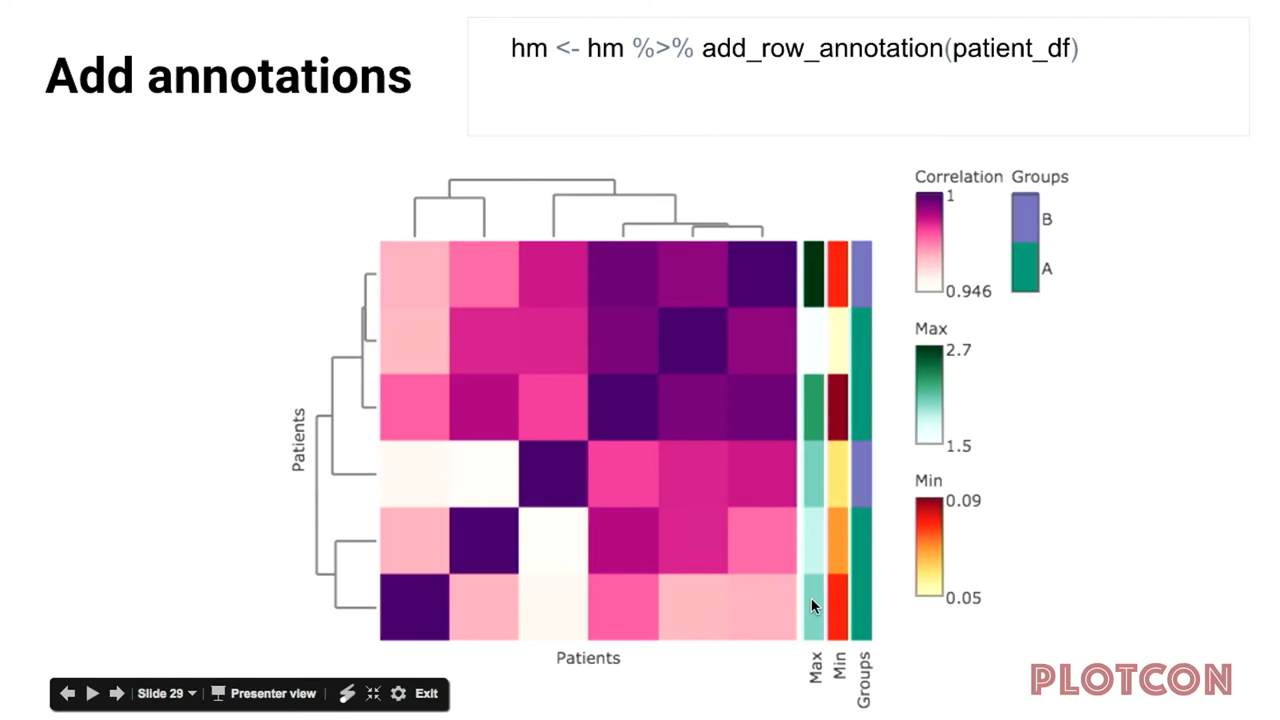 Add annotations
hm <- hm %>% add_row_annotation(patient_df)
Correlation
1
0.946
Groups
B
A
Max
2.7
1.5
Min
0.09
0.05
Patients
Patients
Max
Min
Groups
Slide 29
Presenter view
Exit
PLOTCON